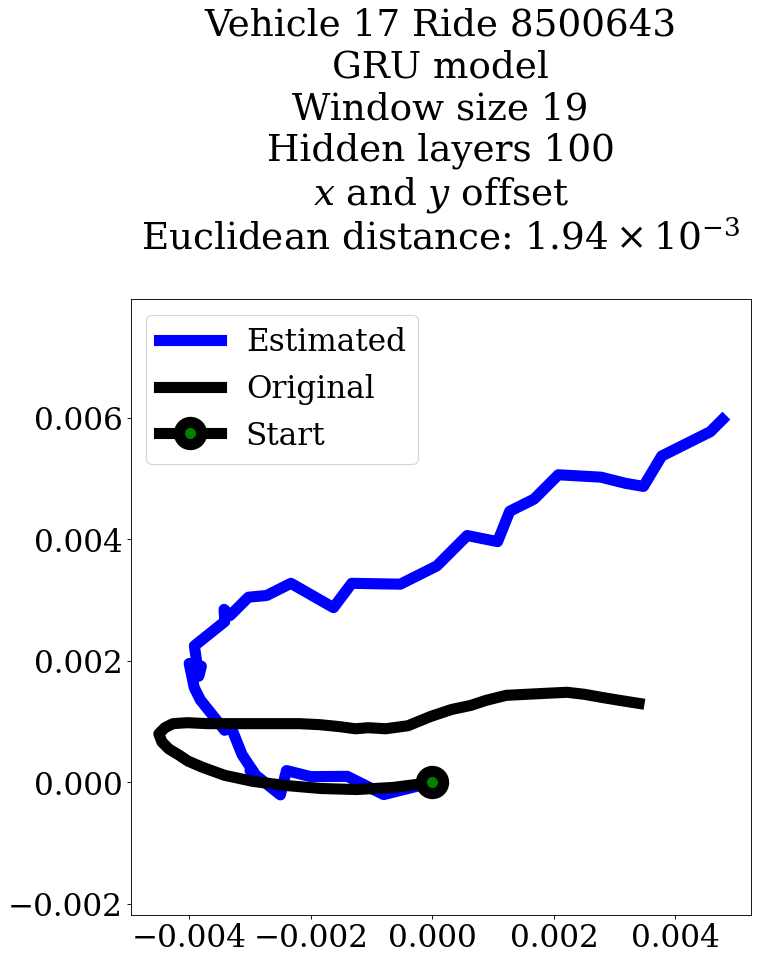 Vehicle 17 Ride 8500643
GRU model
Window size 19
Hidden layers 100
x and y offset
Euclidean distance: 1.94 × 10⁻³
Estimated
Original
Start
0.006
0.004
0.002
0.000
−0.002
−0.004 −0.002 0.000 0.002 0.004